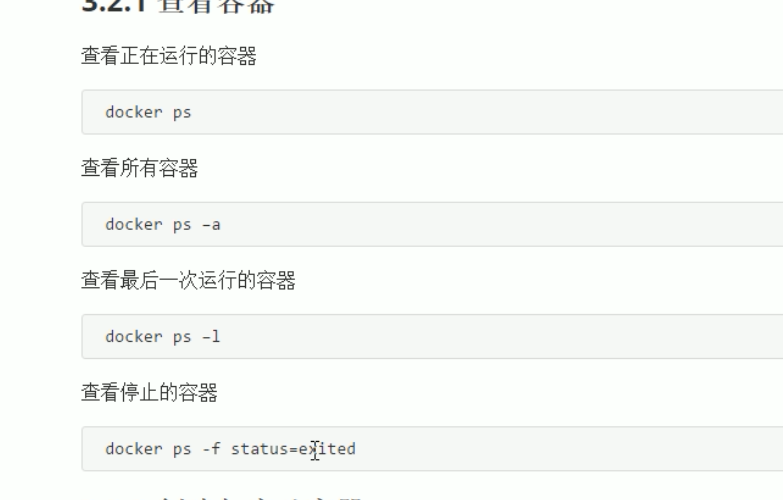 3.2.1 查看容器
查看正在运行的容器
docker ps
查看所有容器
docker ps –a
查看最后一次运行的容器
docker ps –l
查看停止的容器
docker ps -f status=exited